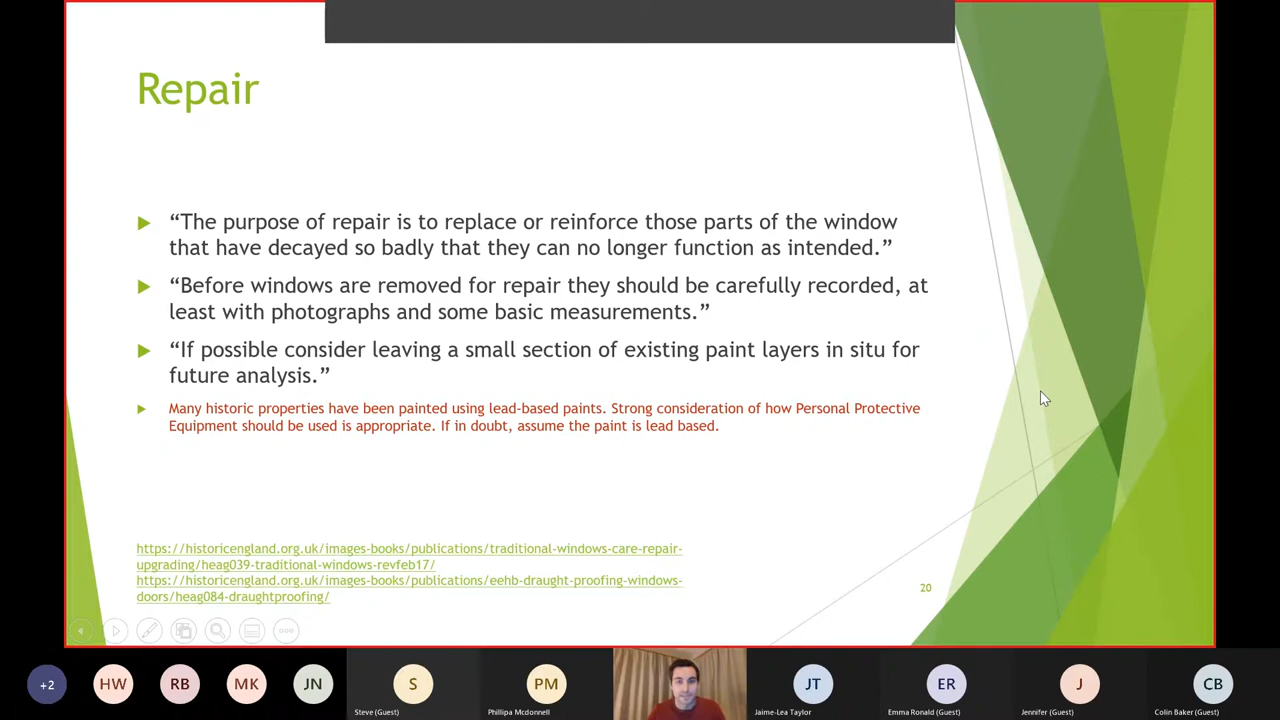 Repair
“The purpose of repair is to replace or reinforce those parts of the window
that have decayed so badly that they can no longer function as intended.”
“Before windows are removed for repair they should be carefully recorded, at
least with photographs and some basic measurements.”
“If possible consider leaving a small section of existing paint layers in situ for
future analysis.”
Many historic properties have been painted using lead-based paints. Strong consideration of how Personal Protective
Equipment should be used is appropriate. If in doubt, assume the paint is lead based.
https://historicengland.org.uk/images-books/publications/traditional-windows-care-repair-
upgrading/heag039-traditional-windows-revfeb17/
https://historicengland.org.uk/images-books/publications/eehb-draught-proofing-windows-
doors/heag084-draughtproofing/
20
+2 HW RB MK JN S PM JT ER J CB
Steve (Guest) Phillipa Mcdonnell Jaime-Lea Taylor Emma Ronald (Guest) Jennifer (Guest) Colin Baker (Guest)